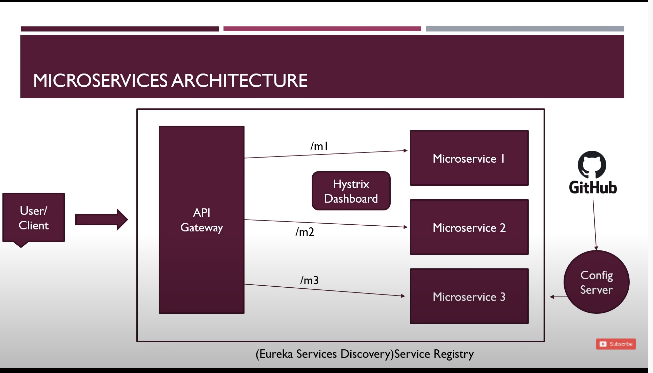 MICROSERVICES ARCHITECTURE
User/
Client
API
Gateway
/m1
/m2
/m3
Hystrix
Dashboard
Microservice 1
Microservice 2
Microservice 3
GitHub
Config
Server
Subscribe
(Eureka Services Discovery)Service Registry